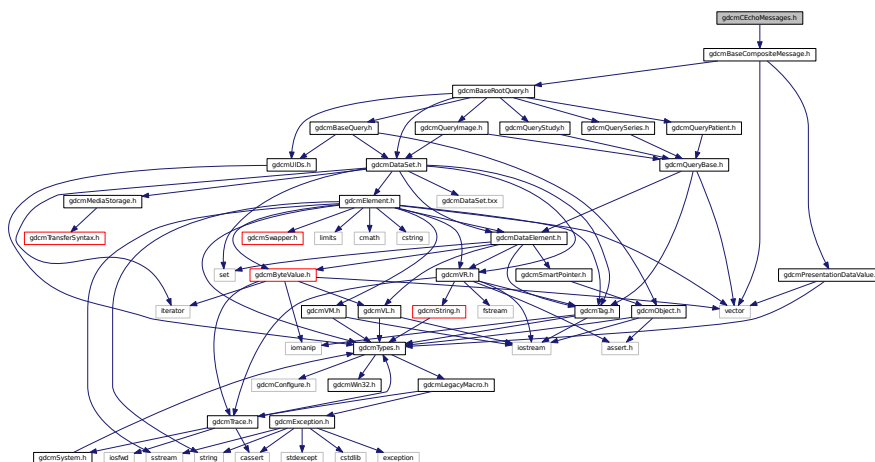 gdcmCEchoMessages.h
gdcmBaseCompositeMessage.h
gdcmBaseRootQuery.h
gdcmBaseQuery.h
gdcmQueryImage.h
gdcmQueryStudy.h
gdcmQuerySeries.h
gdcmQueryPatient.h
gdcmUIDs.h
gdcmDataSet.h
gdcmQueryBase.h
gdcmMediaStorage.h
gdcmElement.h
gdcmDataSet.txx
gdcmTransferSyntax.h
gdcmSwapper.h
limits
cmath
cstring
gdcmDataElement.h
set
gdcmByteValue.h
gdcmVR.h
gdcmSmartPointer.h
gdcmPresentationDataValue.
iterator
gdcmVM.h
gdcmVL.h
gdcmString.h
fstream
gdcmTag.h
gdcmObject.h
vector
iomanip
gdcmTypes.h
iostream
assert.h
gdcmConfigure.h
gdcmWin32.h
gdcmLegacyMacro.h
gdcmTrace.h
gdcmException.h
gdcmSystem.h
iosfwd
sstream
string
cassert
stdexcept
cstdlib
exception